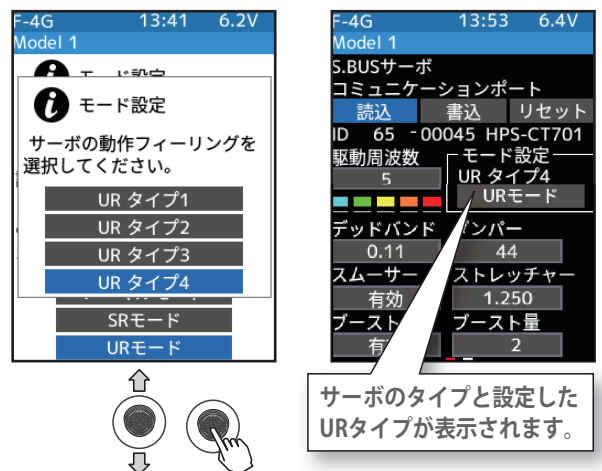 F-4G 13:41 6.2V
Model 1
モード設定
モード設定
サーボの動作フィーリングを
選択してください。
UR タイプ1
UR タイプ2
UR タイプ3
UR タイプ4
SRモード
URモード
F-4G 13:53 6.4V
Model 1
S.BUSサーボ
コミュニケーションポート
読込 書込 リセット
ID 65 -00045 HPS-CT701
駆動周波数 モード設定
UR タイプ4
5 URモード
デッドバンド ダンパー
0.11 44
スムーサー ストレッチャー
有効 1.250
ブースト ブースト量
2
サーボのタイプと設定した
URタイプが表示されます。